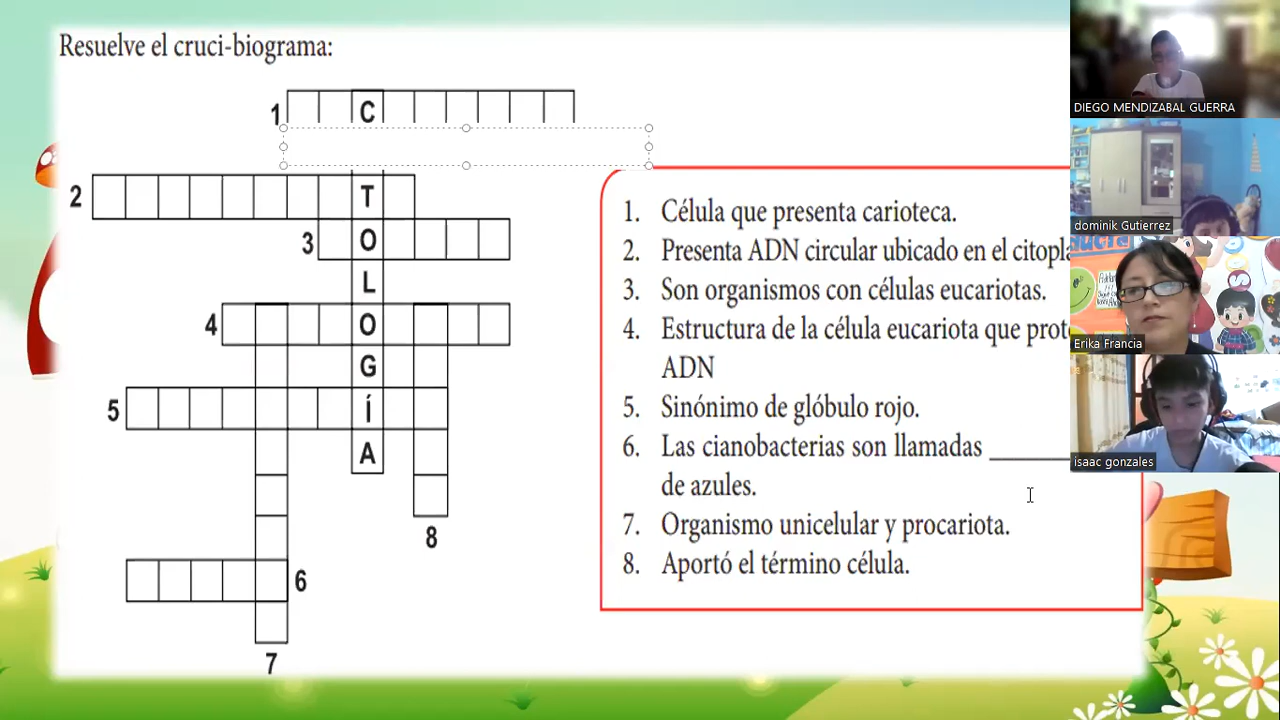 Resuelve el cruci-biograma:
1
C
2
T
3
O
L
4
O
G
5
Í
A
8
6
7
1. Célula que presenta carioteca.
2. Presenta ADN circular ubicado en el citopla
3. Son organismos con células eucariotas.
4. Estructura de la célula eucariota que prote
ADN
5. Sinónimo de glóbulo rojo.
6. Las cianobacterias son llamadas ________
de azules.
7. Organismo unicelular y procariota.
8. Aportó el término célula.
DIEGO MENDIZABAL GUERRA
dominik Gutierrez
Erika Francia
isaac gonzales